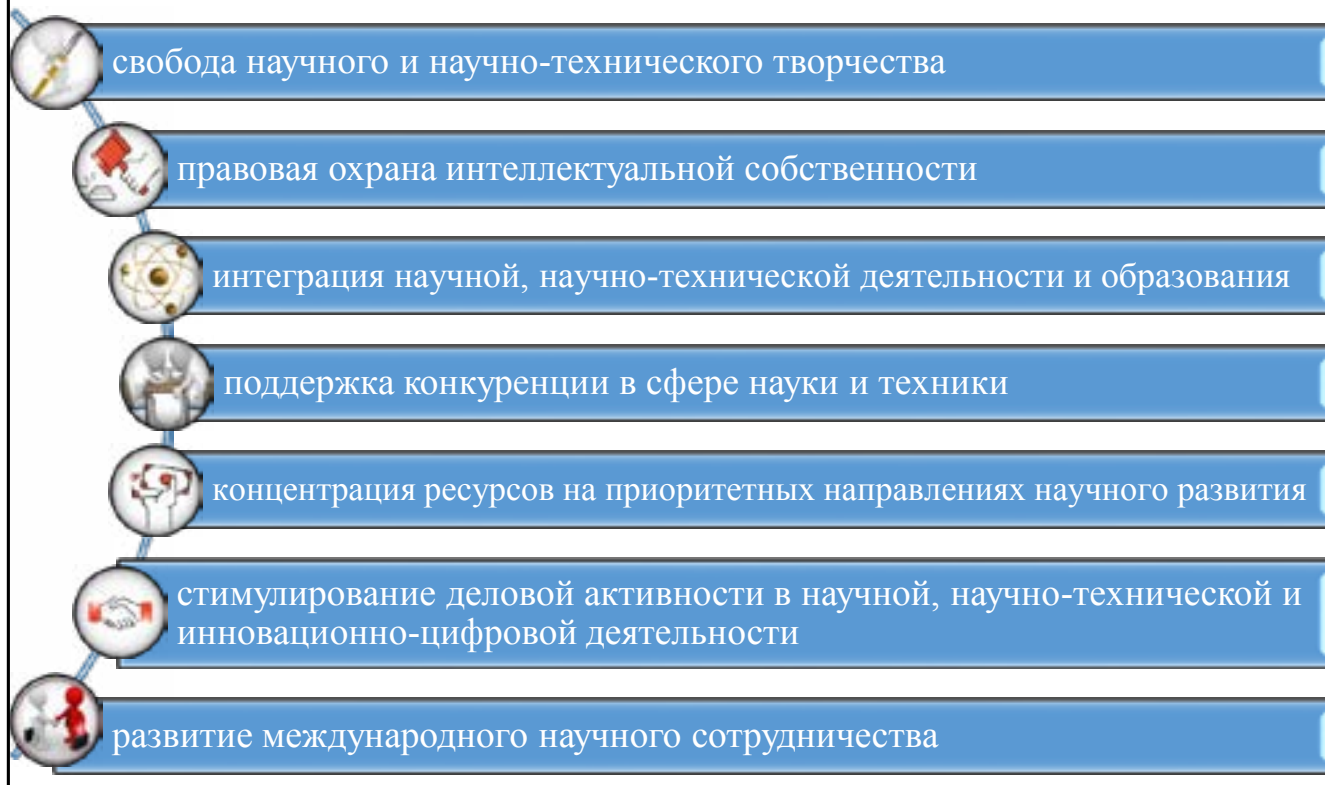 свобода научного и научно-технического творчества
правовая охрана интеллектуальной собственности
интеграция научной, научно-технической деятельности и образования
поддержка конкуренции в сфере науки и техники
концентрация ресурсов на приоритетных направлениях научного развития
стимулирование деловой активности в научной, научно-технической и
инновационно-цифровой деятельности
развитие международного научного сотрудничества